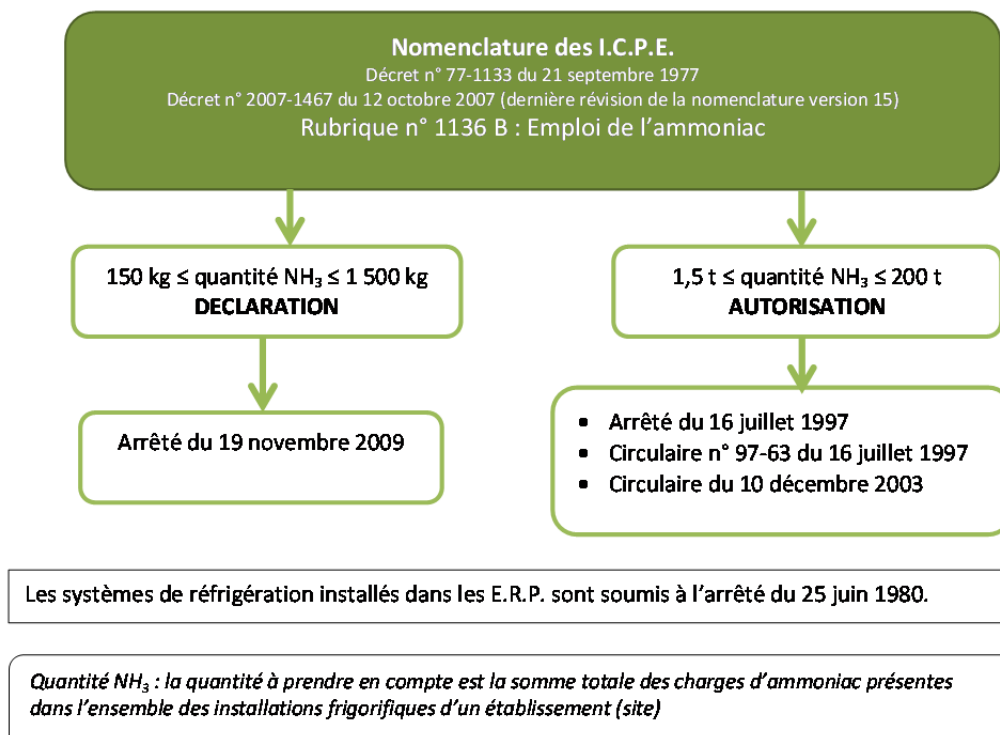 Nomenclature des I.C.P.E.
Décret n° 77-1133 du 21 septembre 1977
Décret n° 2007-1467 du 12 octobre 2007 (dernière révision de la nomenclature version 15)
Rubrique n° 1136 B : Emploi de l'ammoniac
150 kg ≤ quantité NH₃ ≤ 1 500 kg
DECLARATION
1,5 t ≤ quantité NH₃ ≤ 200 t
AUTORISATION
Arrêté du 19 novembre 2009
▪ Arrêté du 16 juillet 1997
▪ Circulaire n° 97-63 du 16 juillet 1997
▪ Circulaire du 10 décembre 2003
Les systèmes de réfrigération installés dans les E.R.P. sont soumis à l'arrêté du 25 juin 1980.
Quantité NH₃ : la quantité à prendre en compte est la somme totale des charges d'ammoniac présentes
dans l'ensemble des installations frigorifiques d'un établissement (site)